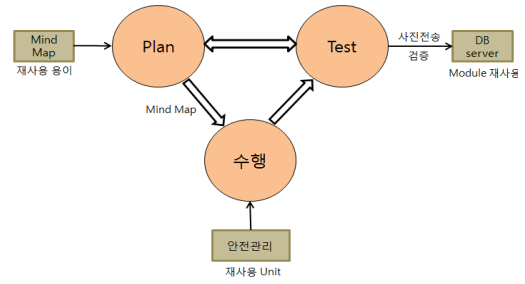 Mind
Map
재사용 용이
Plan
Test
사진전송
검증
DB
server
Module 재사용
Mind Map
수행
안전관리
재사용 Unit